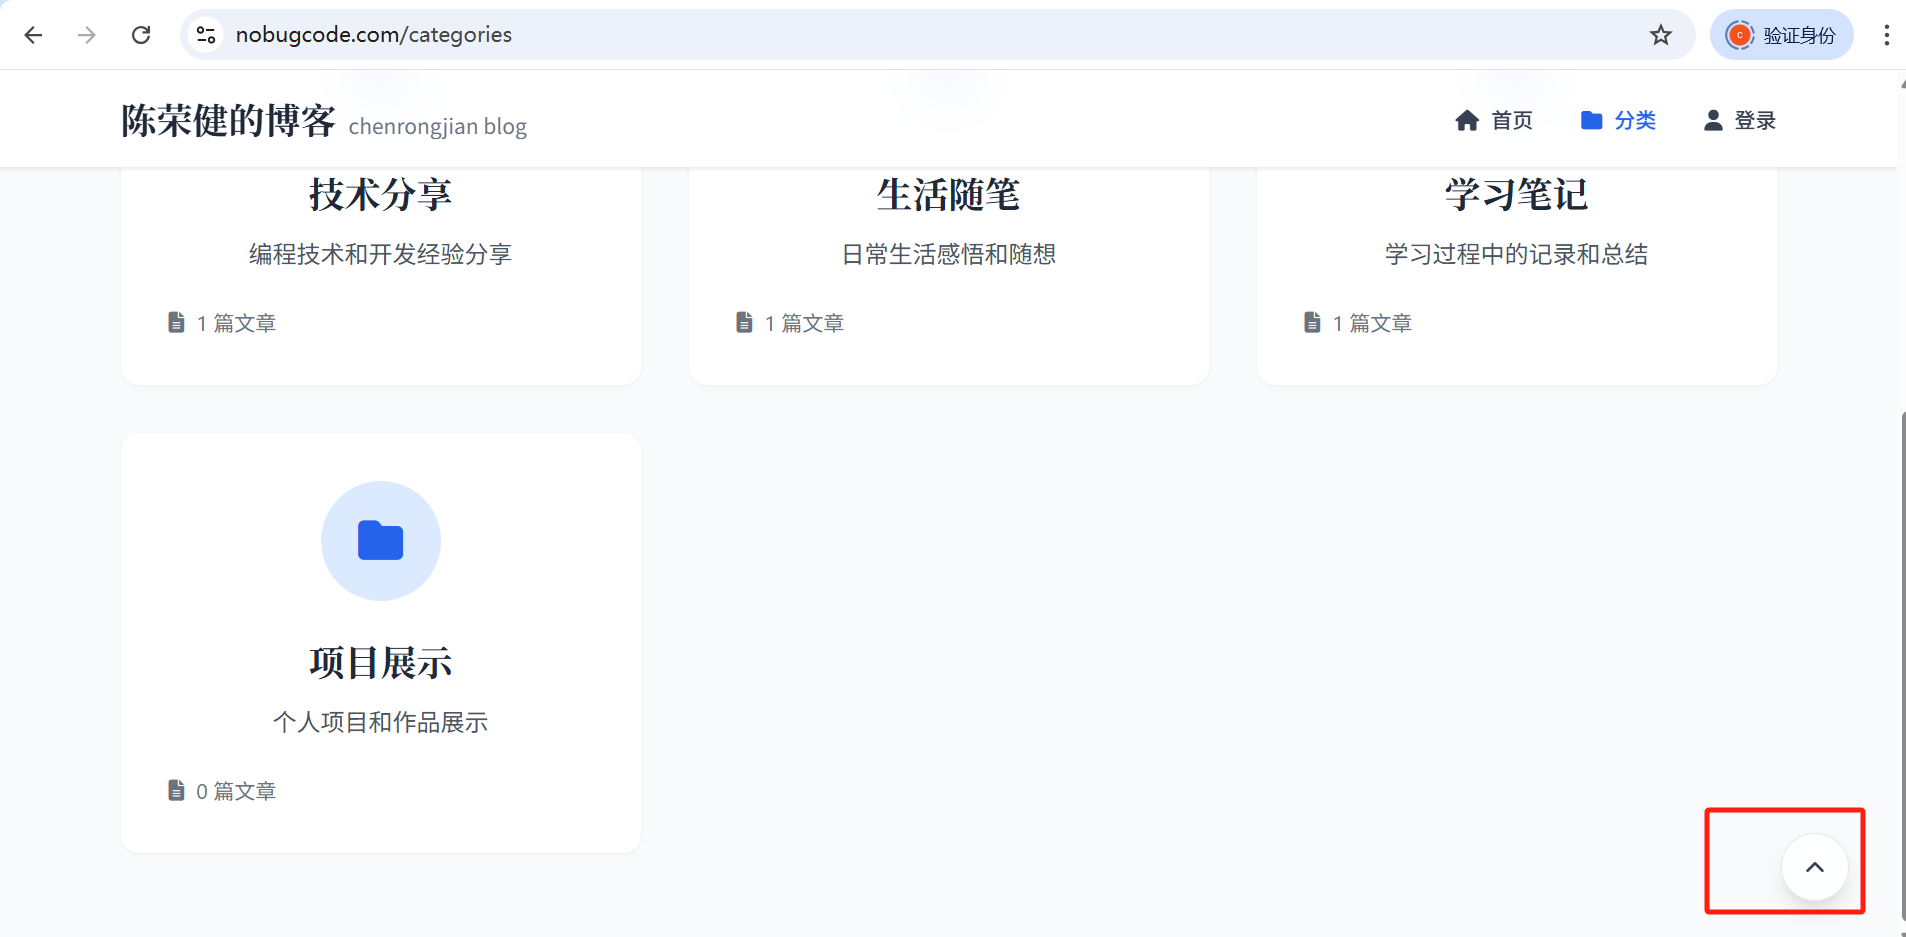 nobugcode.com/categories
c
验证身份
陈荣健的博客 chenrongjian blog
首页
分类
登录
技术分享
编程技术和开发经验分享
1 篇文章
生活随笔
日常生活感悟和随想
1 篇文章
学习笔记
学习过程中的记录和总结
1 篇文章
项目展示
个人项目和作品展示
0 篇文章